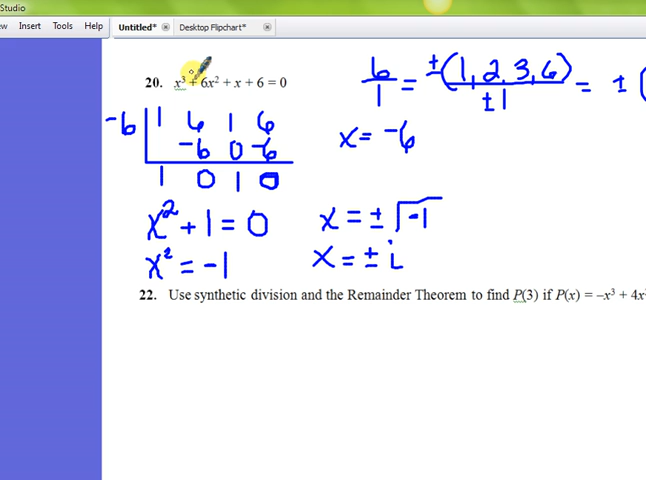 Studio
ew Insert Tools Help Untitled* Desktop Flipchart*
20. x³ + 6x² + x + 6 = 0
6/1 = ±(1, 2, 3, 6)/±1 = ±(
-6 | 1 6 1 6
-6 0 -6
1 0 1 0
x = -6
x² + 1 = 0
x² = -1
x = ± √-1
x = ± i
22. Use synthetic division and the Remainder Theorem to find P(3) if P(x) = –x³ + 4x